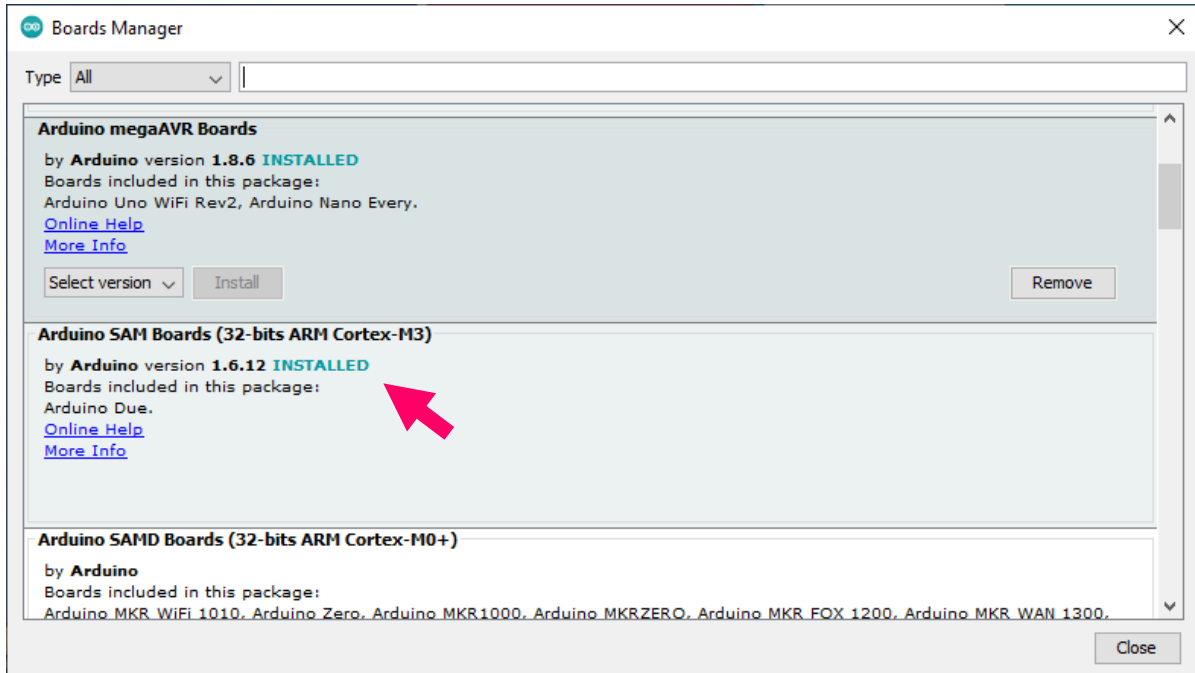 Boards Manager
Type All
Arduino megaAVR Boards
by Arduino version 1.8.6 INSTALLED
Boards included in this package:
Arduino Uno WiFi Rev2, Arduino Nano Every.
Online Help
More Info
Select version Install Remove
Arduino SAM Boards (32-bits ARM Cortex-M3)
by Arduino version 1.6.12 INSTALLED
Boards included in this package:
Arduino Due.
Online Help
More Info
Arduino SAMD Boards (32-bits ARM Cortex-M0+)
by Arduino
Boards included in this package:
Arduino MKR WiFi 1010, Arduino Zero, Arduino MKR1000, Arduino MKRZERO, Arduino MKR FOX 1200, Arduino MKR WAN 1300,
Close